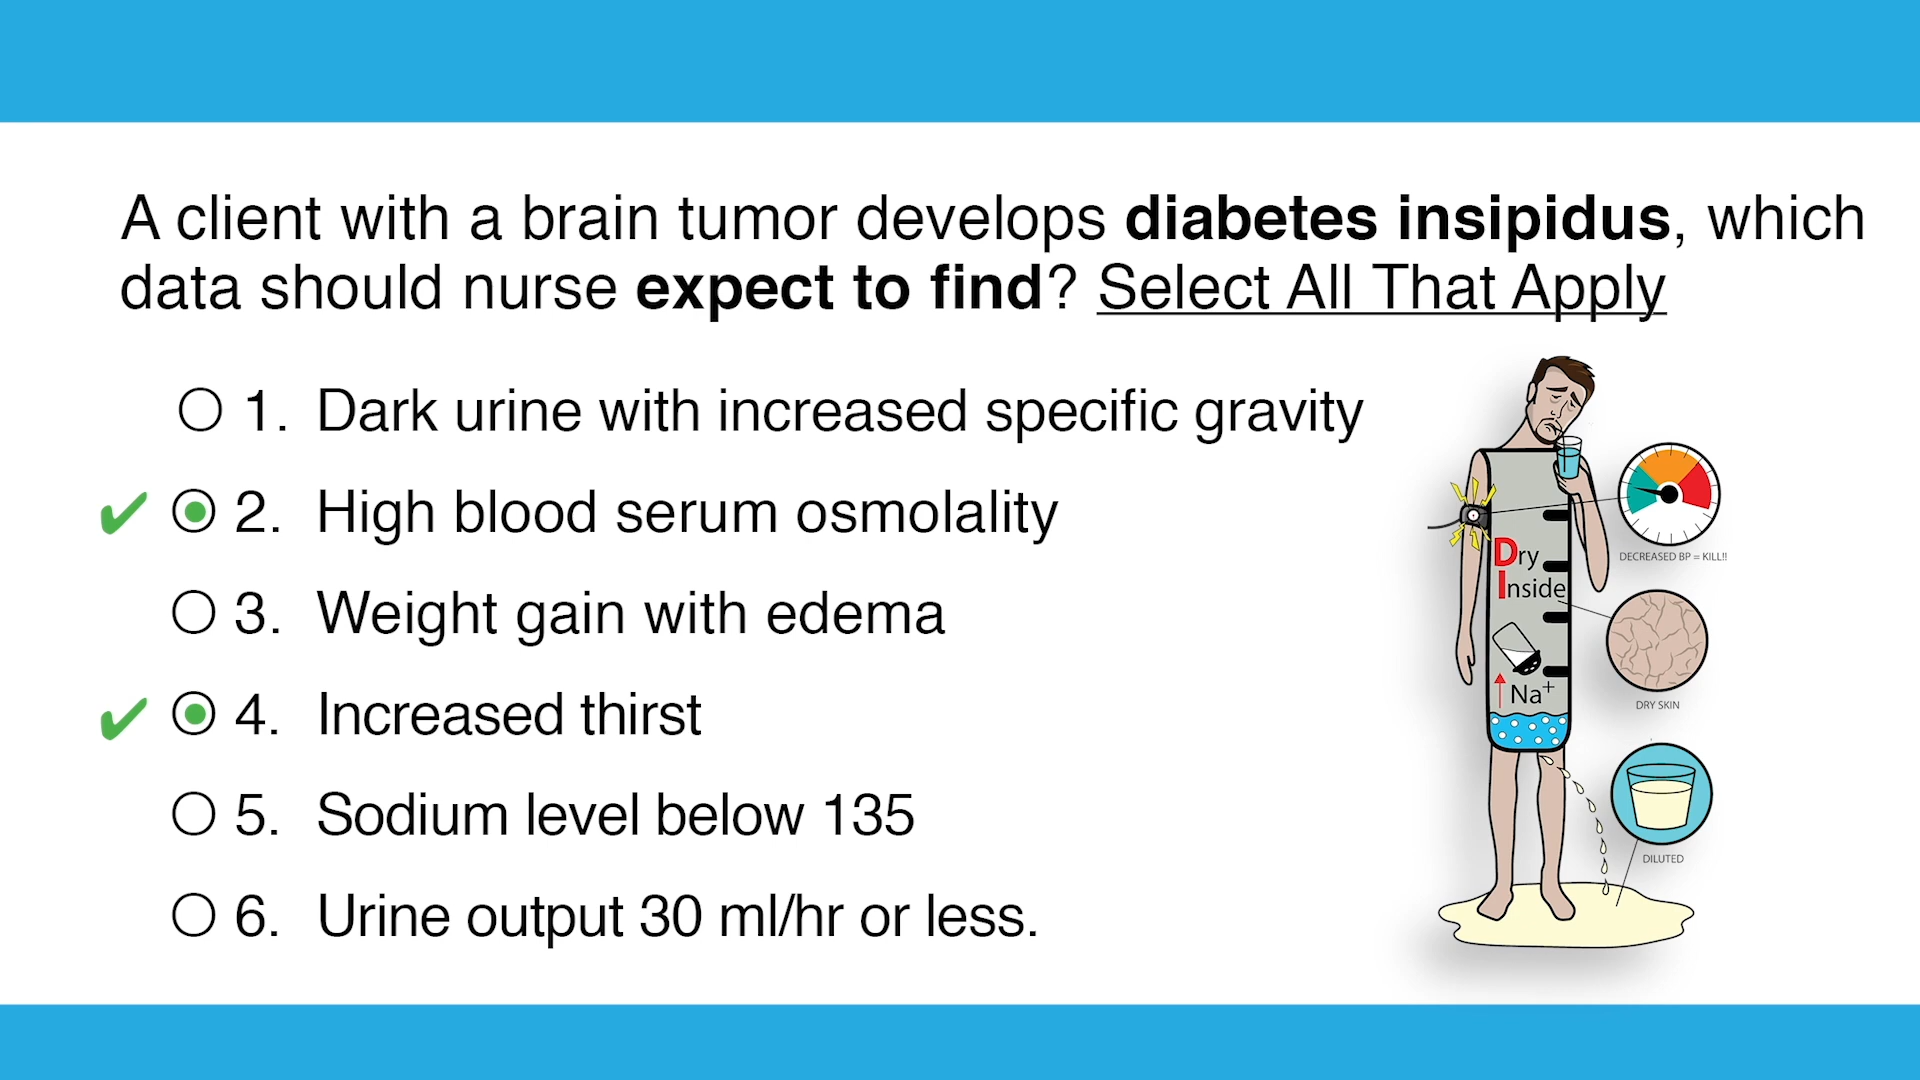 A client with a brain tumor develops diabetes insipidus, which
data should nurse expect to find? Select All That Apply
1. Dark urine with increased specific gravity
2. High blood serum osmolality
3. Weight gain with edema
4. Increased thirst
5. Sodium level below 135
6. Urine output 30 ml/hr or less.
Dry
Inside
Na+
DECREASED BP = KILL!!
DRY SKIN
DILUTED